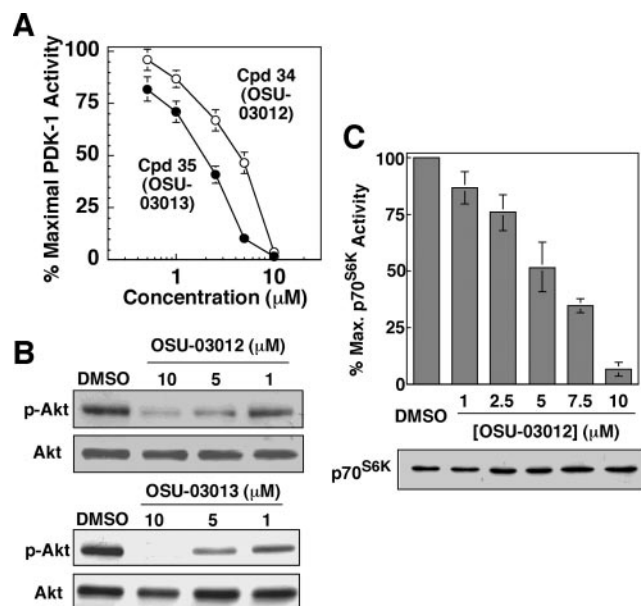 A
% Maximal PDK-1 Activity
100
75
50
25
0
Cpd 34
(OSU-
03012)
Cpd 35
(OSU-
03013)
1
10
Concentration (μM)
B
OSU-03012 (μM)
DMSO 10 5 1
p-Akt
Akt
OSU-03013 (μM)
DMSO 10 5 1
p-Akt
Akt
C
% Max. p70S6K Activity
100
75
50
25
0
DMSO 1 2.5 5 7.5 10
[OSU-03012] (μM)
p70S6K